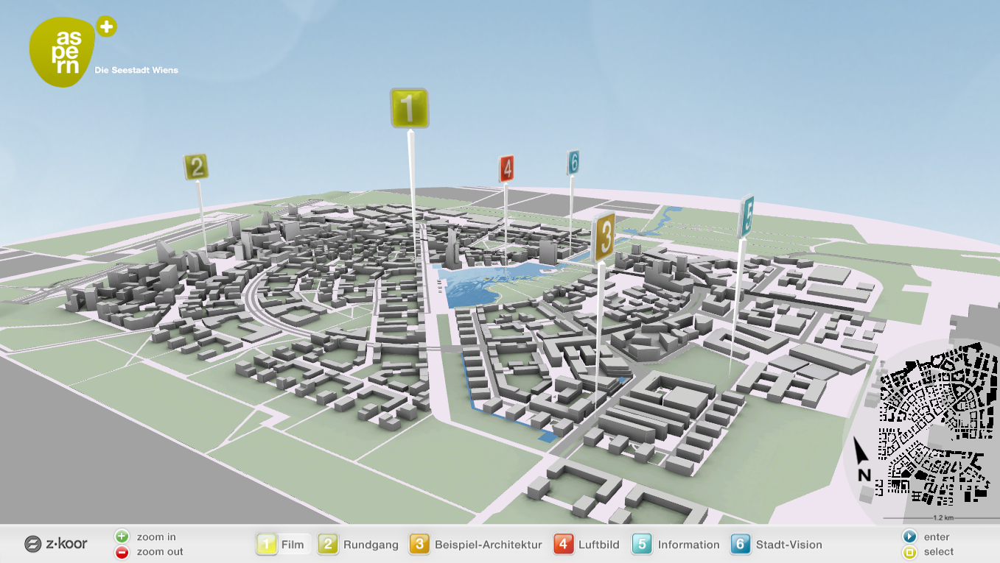 as
pe
rn
+
Die Seestadt Wiens
1
2
4
6
3
5
N
1.2 km
z·koor
+ zoom in
- zoom out
1 Film
2 Rundgang
3 Beispiel-Architektur
4 Luftbild
5 Information
6 Stadt-Vision
enter
select